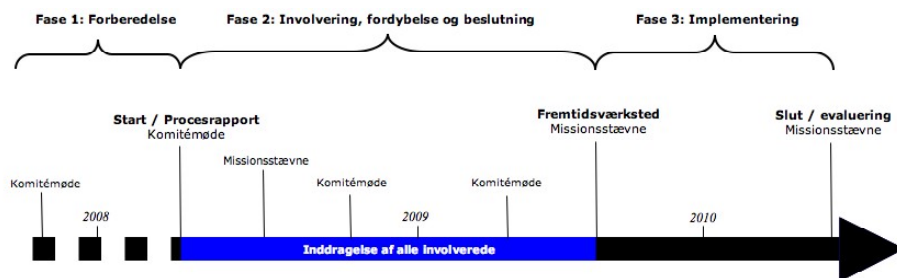 Fase 1: Forberedelse
Fase 2: Involvering, fordybelse og beslutning
Fase 3: Implementering
Start / Procesrapport
Komitémøde
Fremtidsværksted
Missionsstævne
Slut / evaluering
Missionsstævne
Missionsstævne
Komitémøde
Komitémøde
Komitémøde
2008
2009
2010
Inddragelse af alle involverede